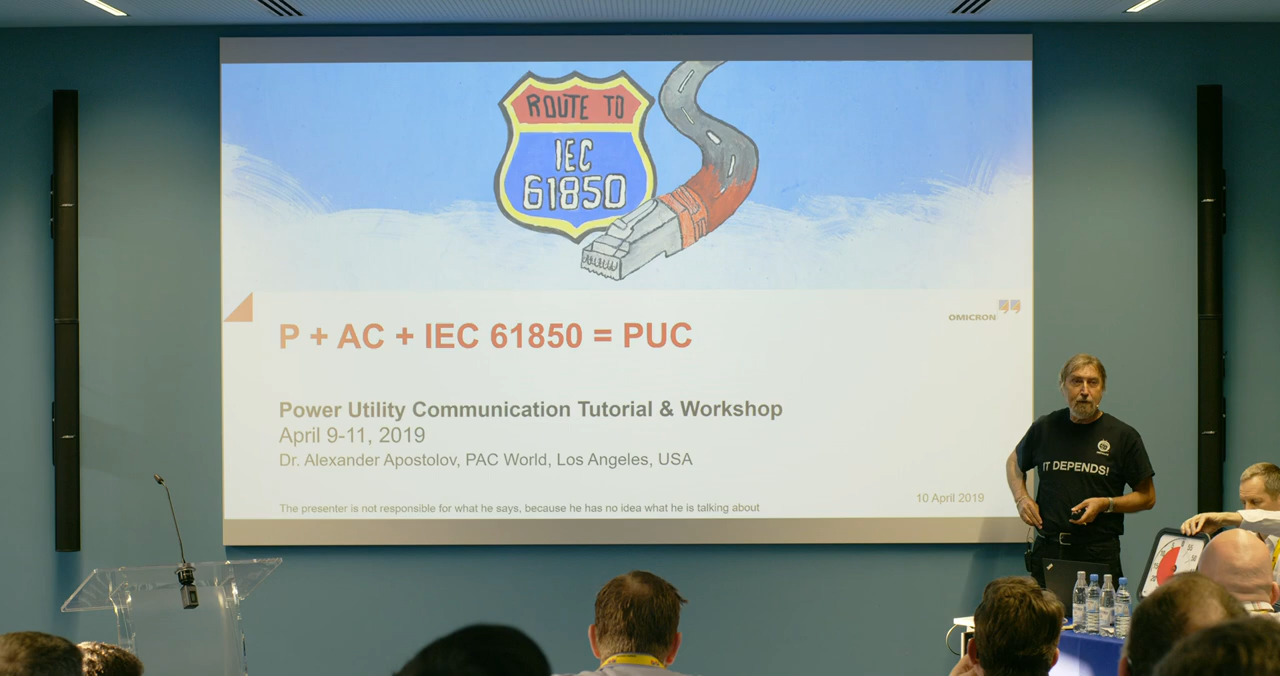 ROUTE TO
IEC
61850
P + AC + IEC 61850 = PUC
OMICRON
Power Utility Communication Tutorial & Workshop
April 9-11, 2019
Dr. Alexander Apostolov, PAC World, Los Angeles, USA
10 April 2019
The presenter is not responsible for what he says, because he has no idea what he is talking about
IT DEPENDS!